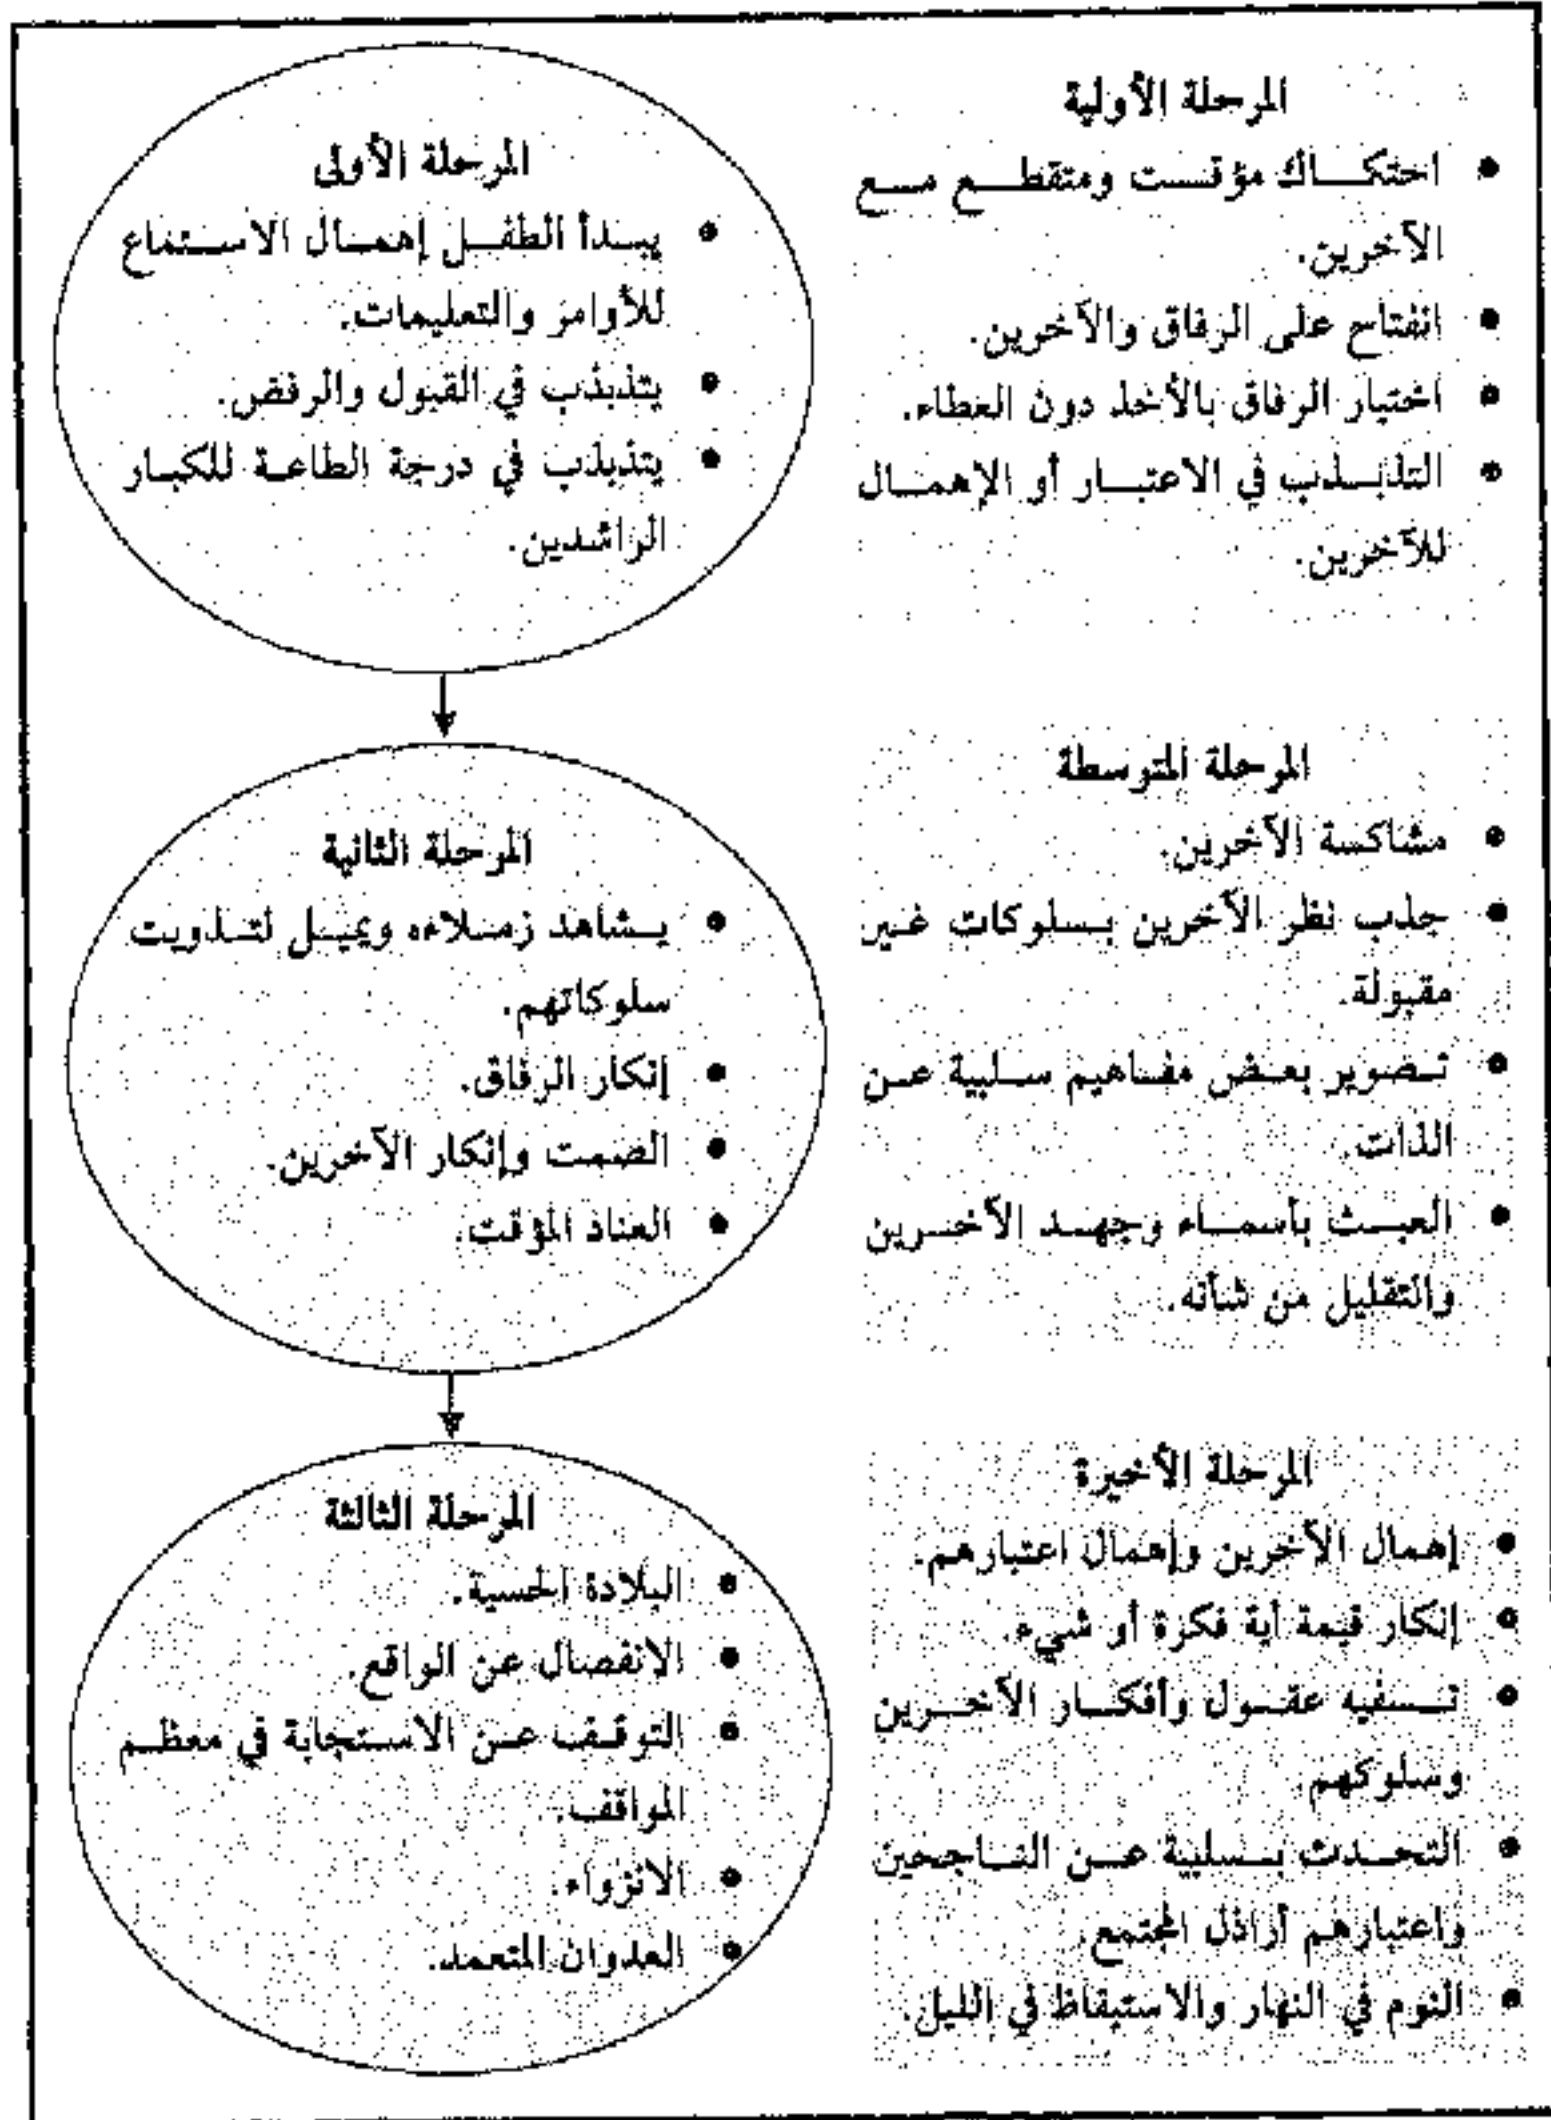 المرحلة الأولية
• احتكاك مؤقت ومتقطع مع
الآخرين.
• انفتاح على الرفاق والآخرين.
• اختيار الرفاق بالأخذ دون العطاء.
• التذبذب في الاعتبار أو الإهمال
للآخرين.
المرحلة الأولى
• يبدأ الطفل إهمال الاستماع
للأوامر والتعليمات.
• يتذبذب في القبول والرفض.
• يتذبذب في درجة الطاعة للكبار
الراشدين.
المرحلة المتوسطة
• مشاكسة الآخرين.
• جذب نظر الآخرين بسلوكات غير
مقبولة.
• تصوير بعض مفاهيم سلبية عن
الذات.
• العبث بأسماء وجهد الآخرين
والتقليل من شأنه.
المرحلة الثانية
• يشاهد زملاءه ويميل لتذويت
سلوكاتهم.
• إنكار الرفاق.
• الصمت وإنكار الآخرين.
• العناد المؤقت.
المرحلة الأخيرة
• إهمال الآخرين وإهمال اعتبارهم.
• إنكار قيمة أية فكرة أو شيء.
• تسفيه عقول وأفكار الآخرين
وسلوكهم.
• التحدث بسلبية عن الناجحين
واعتبارهم أراذل المجتمع.
• النوم في النهار والاستيقاظ في الليل.
المرحلة الثالثة
• البلادة الحسية.
• الانفصال عن الواقع.
• التوقف عن الاستجابة في معظم
المواقف.
• الانزواء.
• العدوان المتعمد.